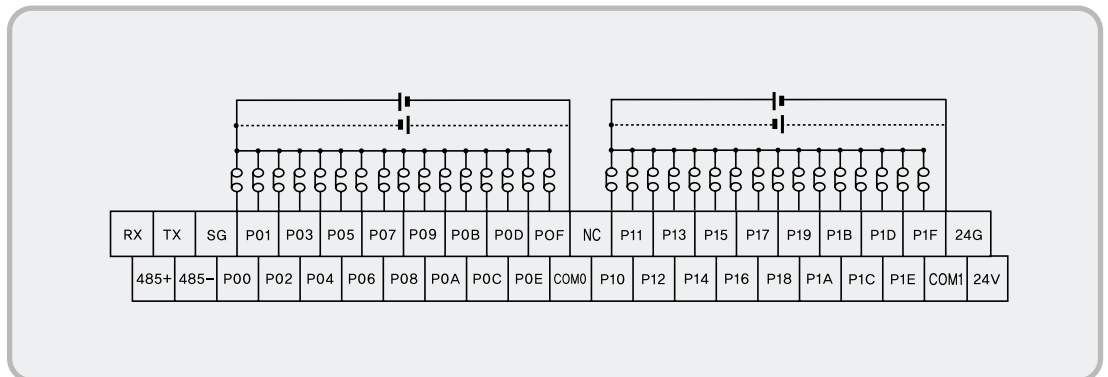 RX TX SG P01 P03 P05 P07 P09 P0B P0D POF NC P11 P13 P15 P17 P19 P1B P1D P1F 24G
485+ 485- P00 P02 P04 P06 P08 P0A P0C P0E COM0 P10 P12 P14 P16 P18 P1A P1C P1E COM1 24V